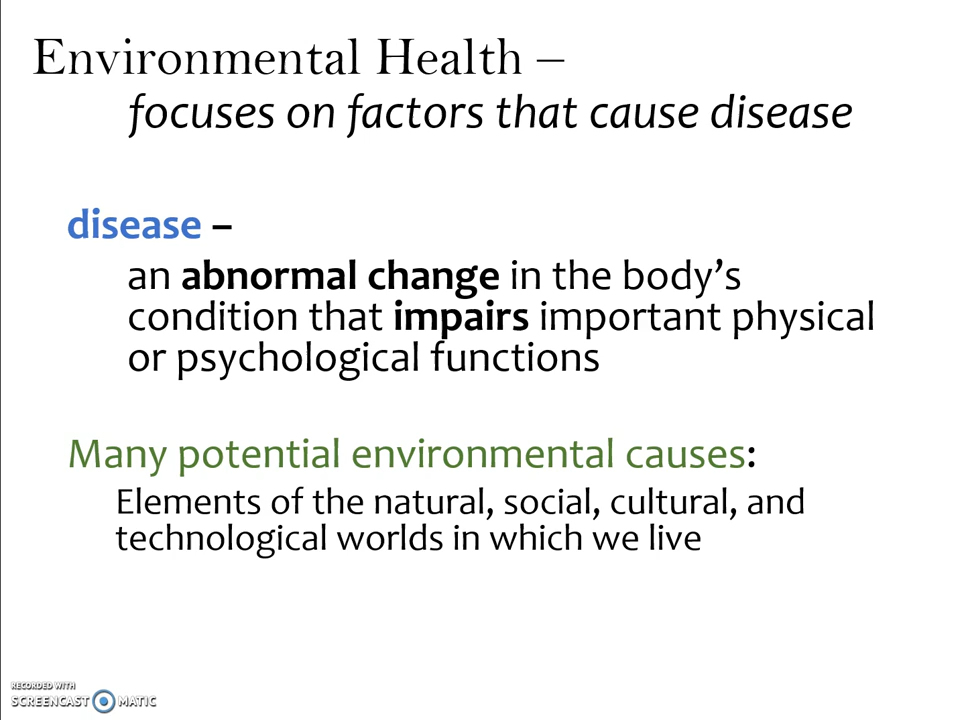 Environmental Health –
focuses on factors that cause disease
disease –
an abnormal change in the body’s
condition that impairs important physical
or psychological functions
Many potential environmental causes:
Elements of the natural, social, cultural, and
technological worlds in which we live
RECORDED WITH
SCREENCAST MATIC